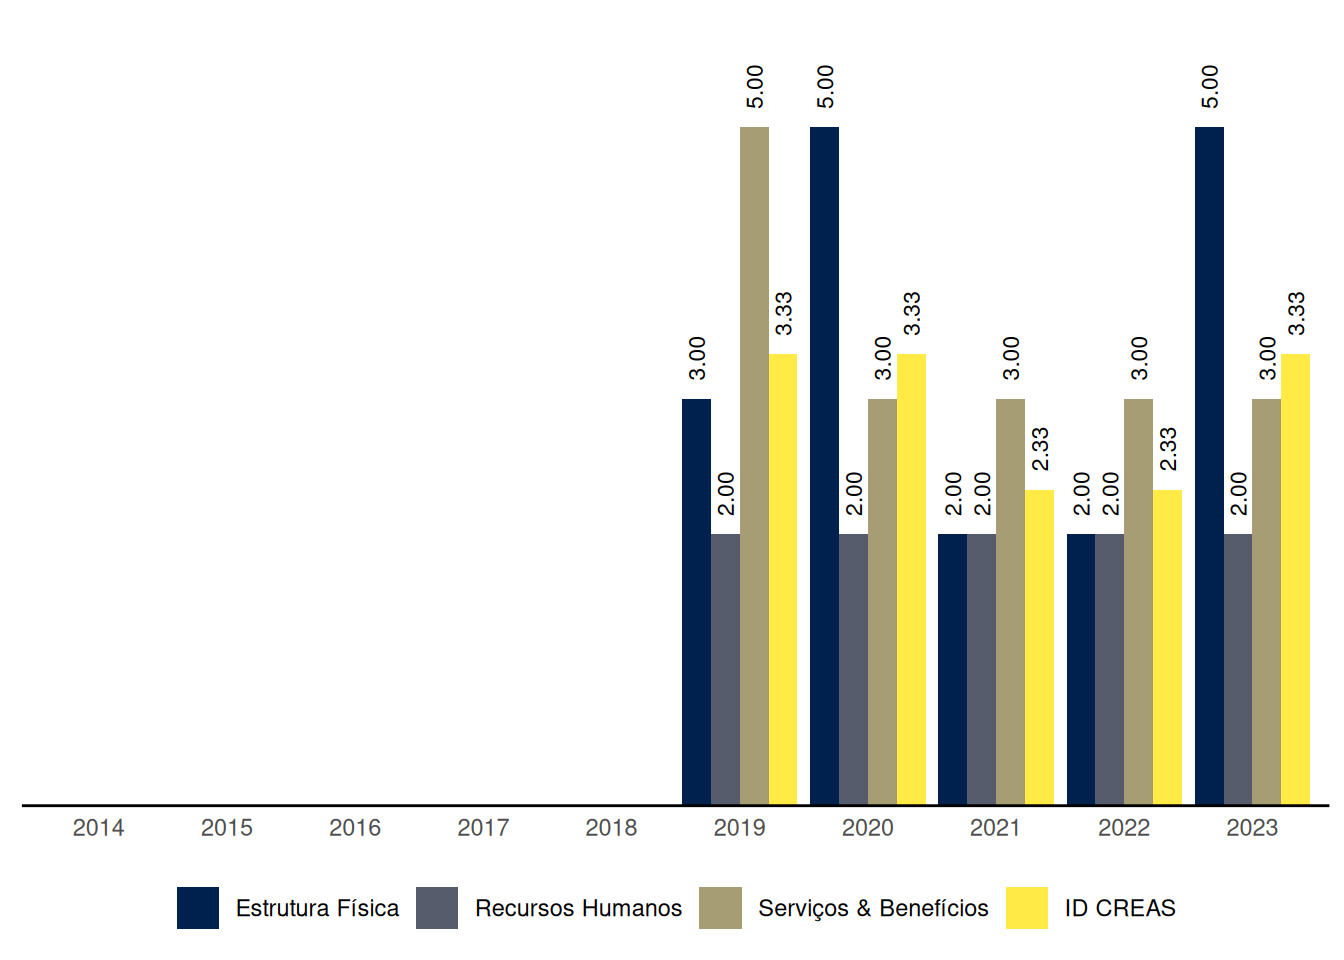 5.00 5.00 5.00
3.33 3.33 3.33
3.00 3.00 3.00 3.00 3.00
2.33 2.33
2.00 2.00 2.00 2.00 2.00 2.00 2.00
2014 2015 2016 2017 2018 2019 2020 2021 2022 2023
Estrutura Física Recursos Humanos Serviços & Benefícios ID CREAS